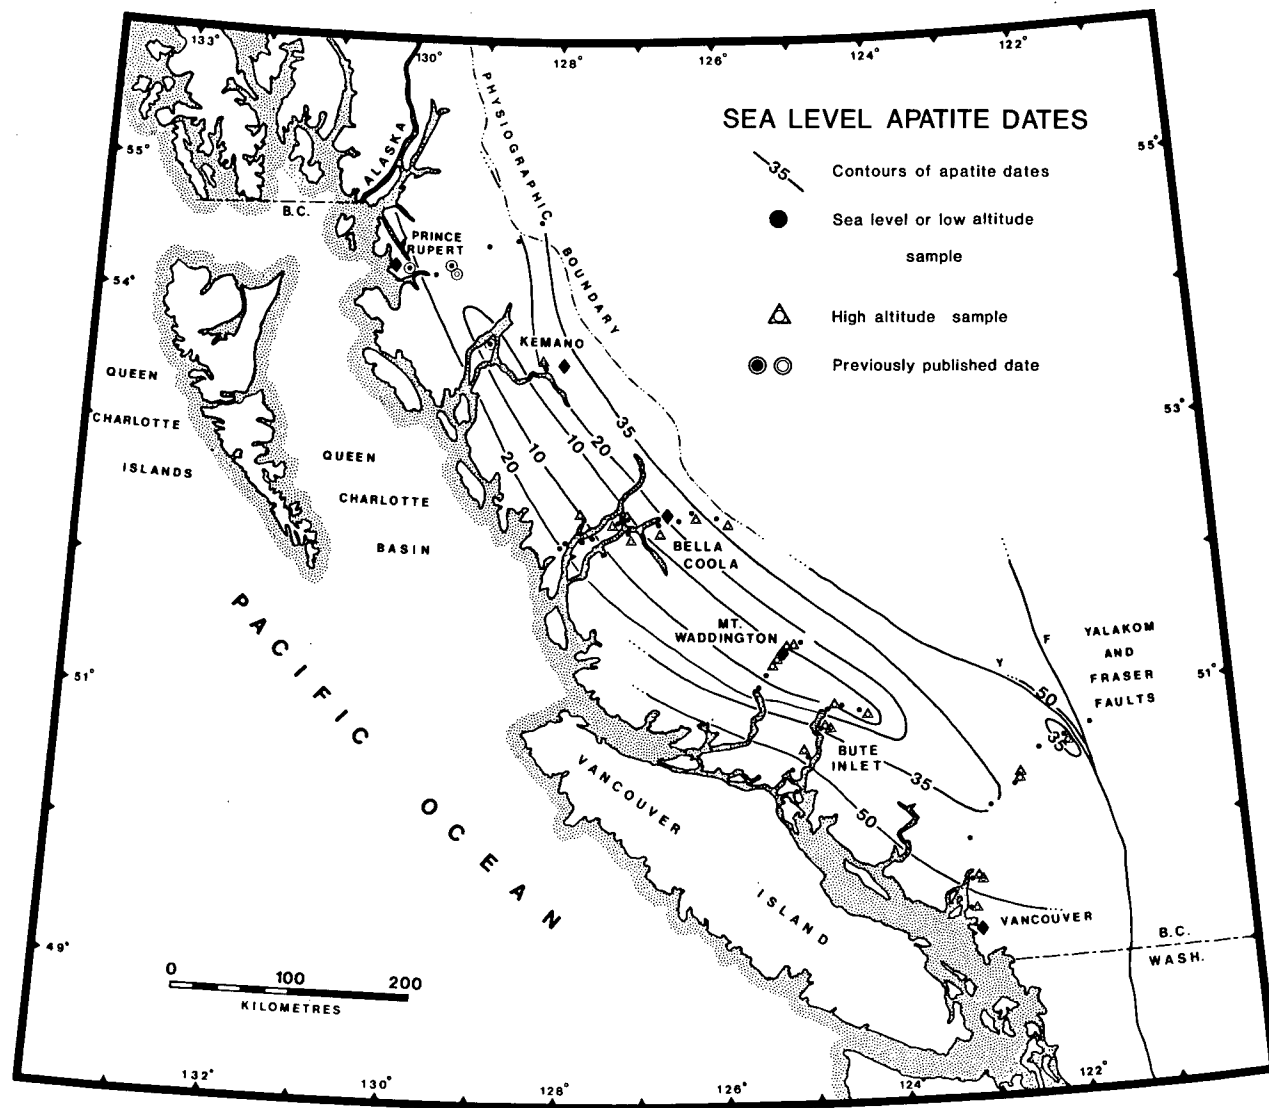 133°
130°
128°
126°
124°
122°
55°
55°
54°
53°
51°
51°
49°
132°
130°
128°
126°
124°
122°
SEA LEVEL APATITE DATES
35
Contours of apatite dates
Sea level or low altitude
sample
High altitude sample
Previously published date
PHYSIOGRAPHIC
BOUNDARY
ALASKA
B.C.
PRINCE
RUPERT
KEMANO
QUEEN
CHARLOTTE
ISLANDS
QUEEN
CHARLOTTE
BASIN
20
10
10
20
35
BELLA
COOLA
MT.
WADDINGTON
F
Y
YALAKOM
AND
FRASER
FAULTS
50
35
BUTE
INLET
35
50
PACIFIC
OCEAN
VANCOUVER
ISLAND
VANCOUVER
B.C.
WASH.
0 100 200
KILOMETRES